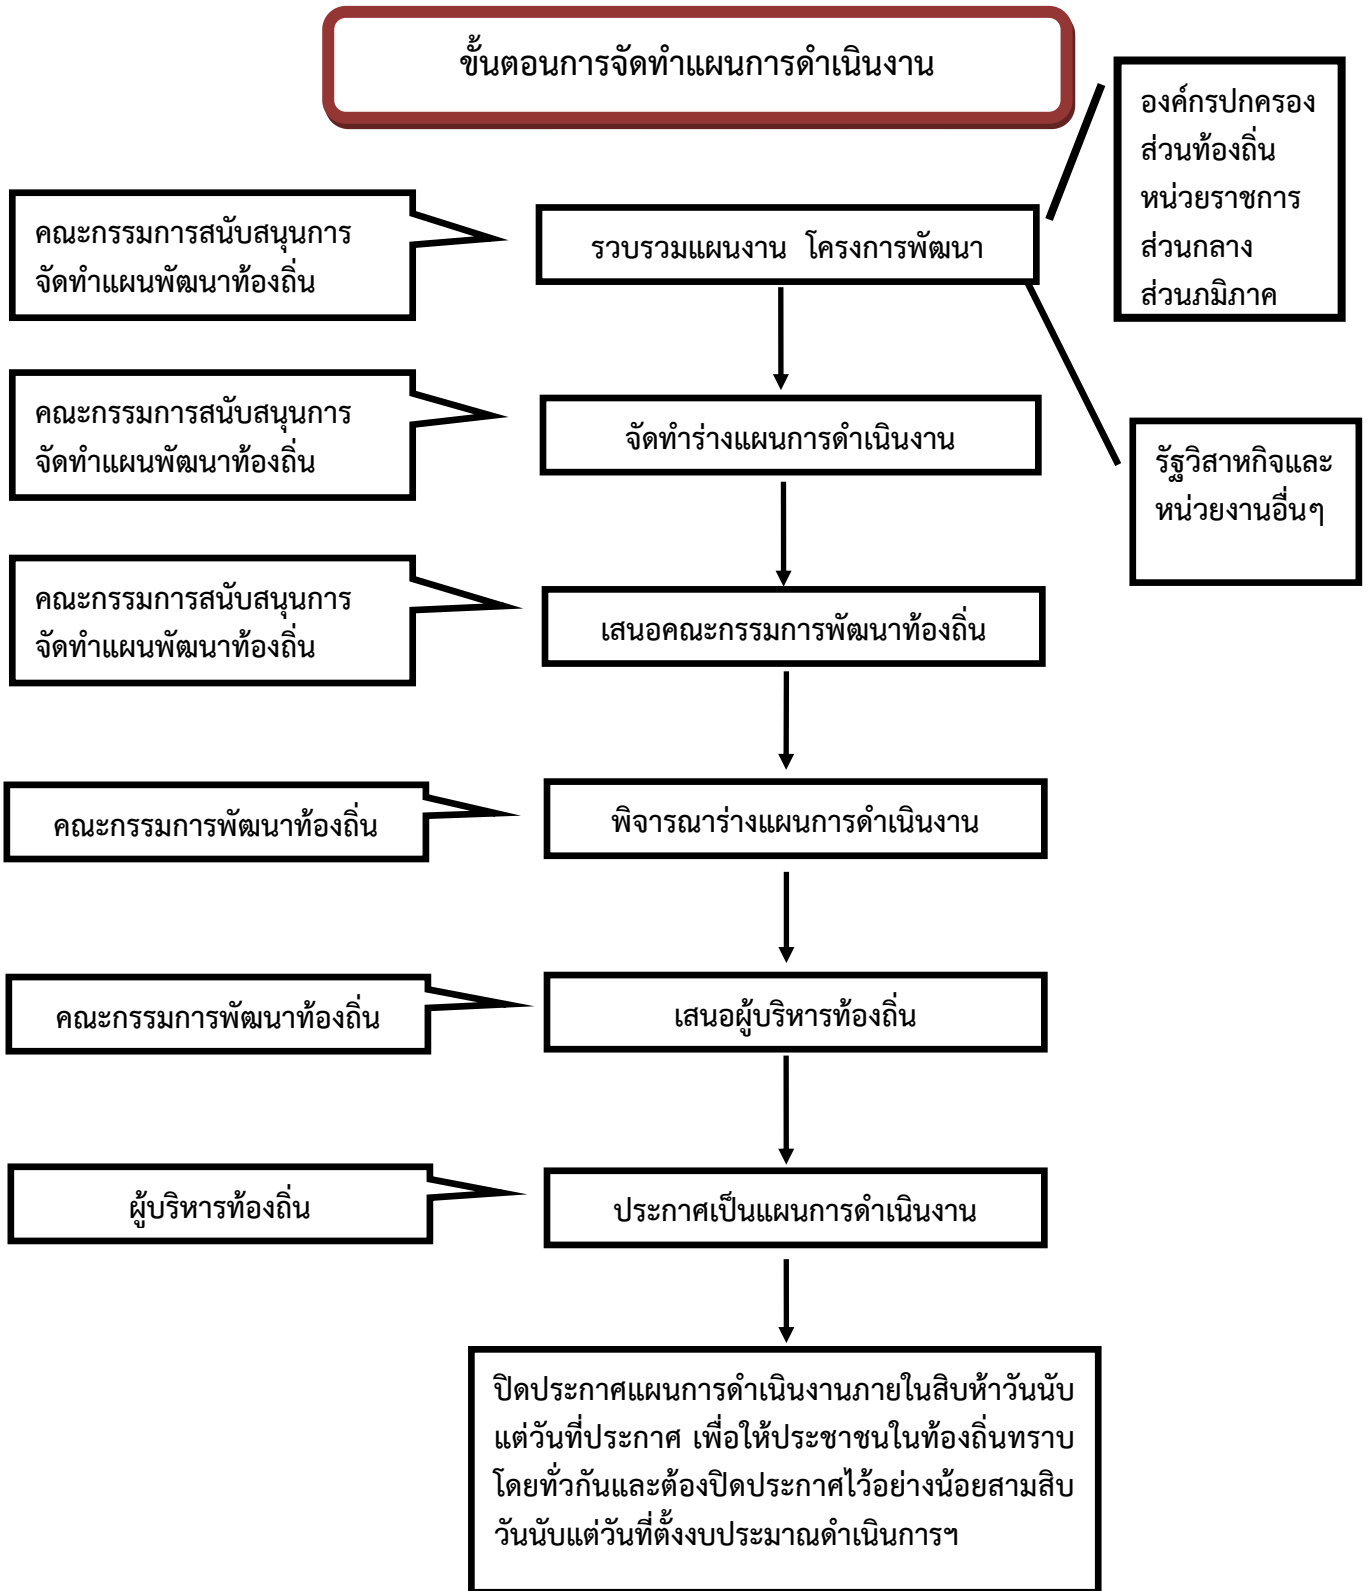 ขั้นตอนการจัดทำแผนการดำเนินงาน
องค์กรปกครอง
ส่วนท้องถิ่น
หน่วยราชการ
ส่วนกลาง
ส่วนภมิภาค
คณะกรรมการสนับสนุนการ
จัดทำแผนพัฒนาท้องถิ่น
รวบรวมแผนงาน โครงการพัฒนา
คณะกรรมการสนับสนุนการ
จัดทำแผนพัฒนาท้องถิ่น
จัดทำร่างแผนการดำเนินงาน
รัฐวิสาหกิจและ
หน่วยงานอื่นๆ
คณะกรรมการสนับสนุนการ
จัดทำแผนพัฒนาท้องถิ่น
เสนอคณะกรรมการพัฒนาท้องถิ่น
คณะกรรมการพัฒนาท้องถิ่น
พิจารณาร่างแผนการดำเนินงาน
คณะกรรมการพัฒนาท้องถิ่น
เสนอผู้บริหารท้องถิ่น
ผู้บริหารท้องถิ่น
ประกาศเป็นแผนการดำเนินงาน
ปิดประกาศแผนการดำเนินงานภายในสิบห้าวันนับ
แต่วันที่ประกาศ เพื่อให้ประชาชนในท้องถิ่นทราบ
โดยทั่วกันและต้องปิดประกาศไว้อย่างน้อยสามสิบ
วันนับแต่วันที่ตั้งงบประมาณดำเนินการฯ